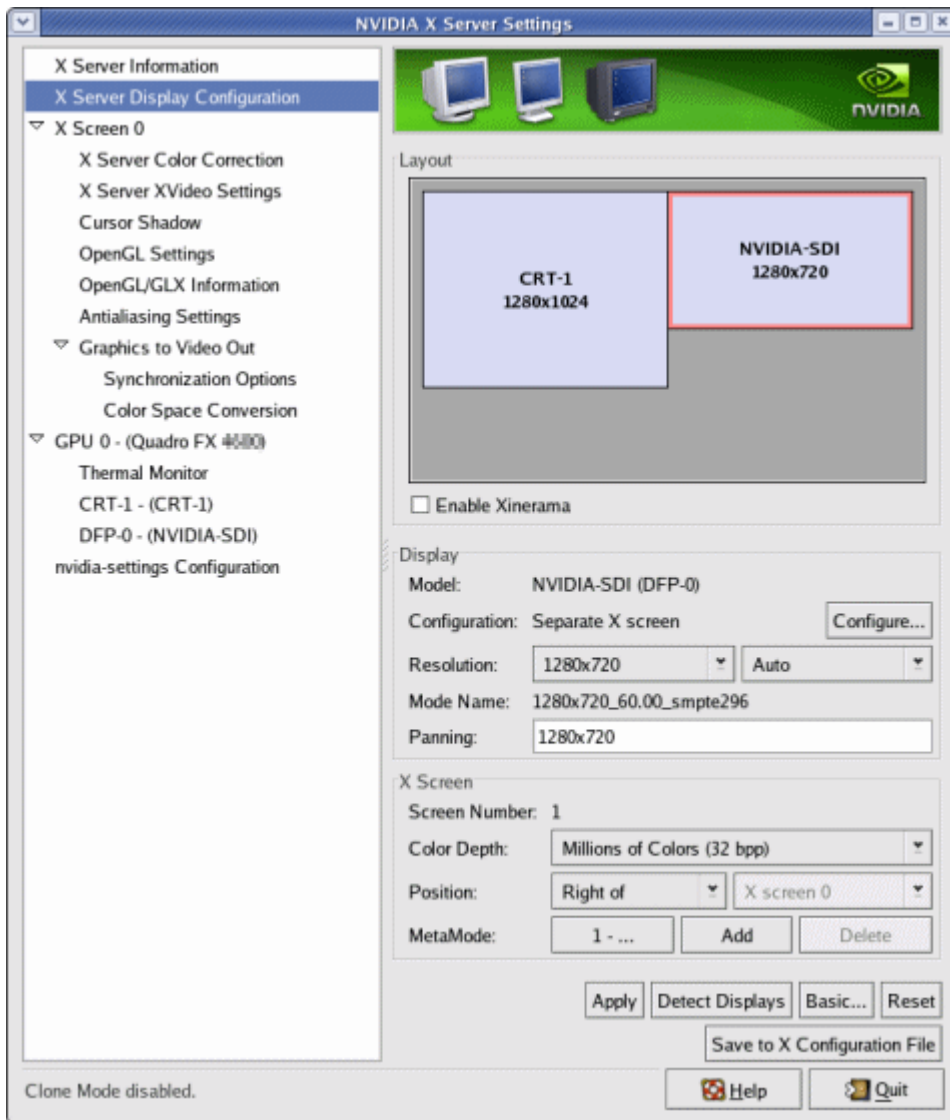 NVIDIA X Server Settings
X Server Information
X Server Display Configuration
X Screen 0
X Server Color Correction
X Server XVideo Settings
Cursor Shadow
OpenGL Settings
OpenGL/GLX Information
Antialiasing Settings
Graphics to Video Out
Synchronization Options
Color Space Conversion
GPU 0 - (Quadro FX
Thermal Monitor
CRT-1 - (CRT-1)
DFP-0 - (NVIDIA-SDI)
nvidia-settings Configuration
NVIDIA
Layout
CRT-1
1280x1024
NVIDIA-SDI
1280x720
Enable Xinerama
Display
Model: NVIDIA-SDI (DFP-0)
Configuration: Separate X screen Configure...
Resolution: 1280x720 Auto
Mode Name: 1280x720_60.00_smpte296
Panning: 1280x720
X Screen
Screen Number: 1
Color Depth: Millions of Colors (32 bpp)
Position: Right of X screen 0
MetaMode: 1 - ... Add Delete
Apply Detect Displays Basic... Reset
Save to X Configuration File
Clone Mode disabled. Help Quit